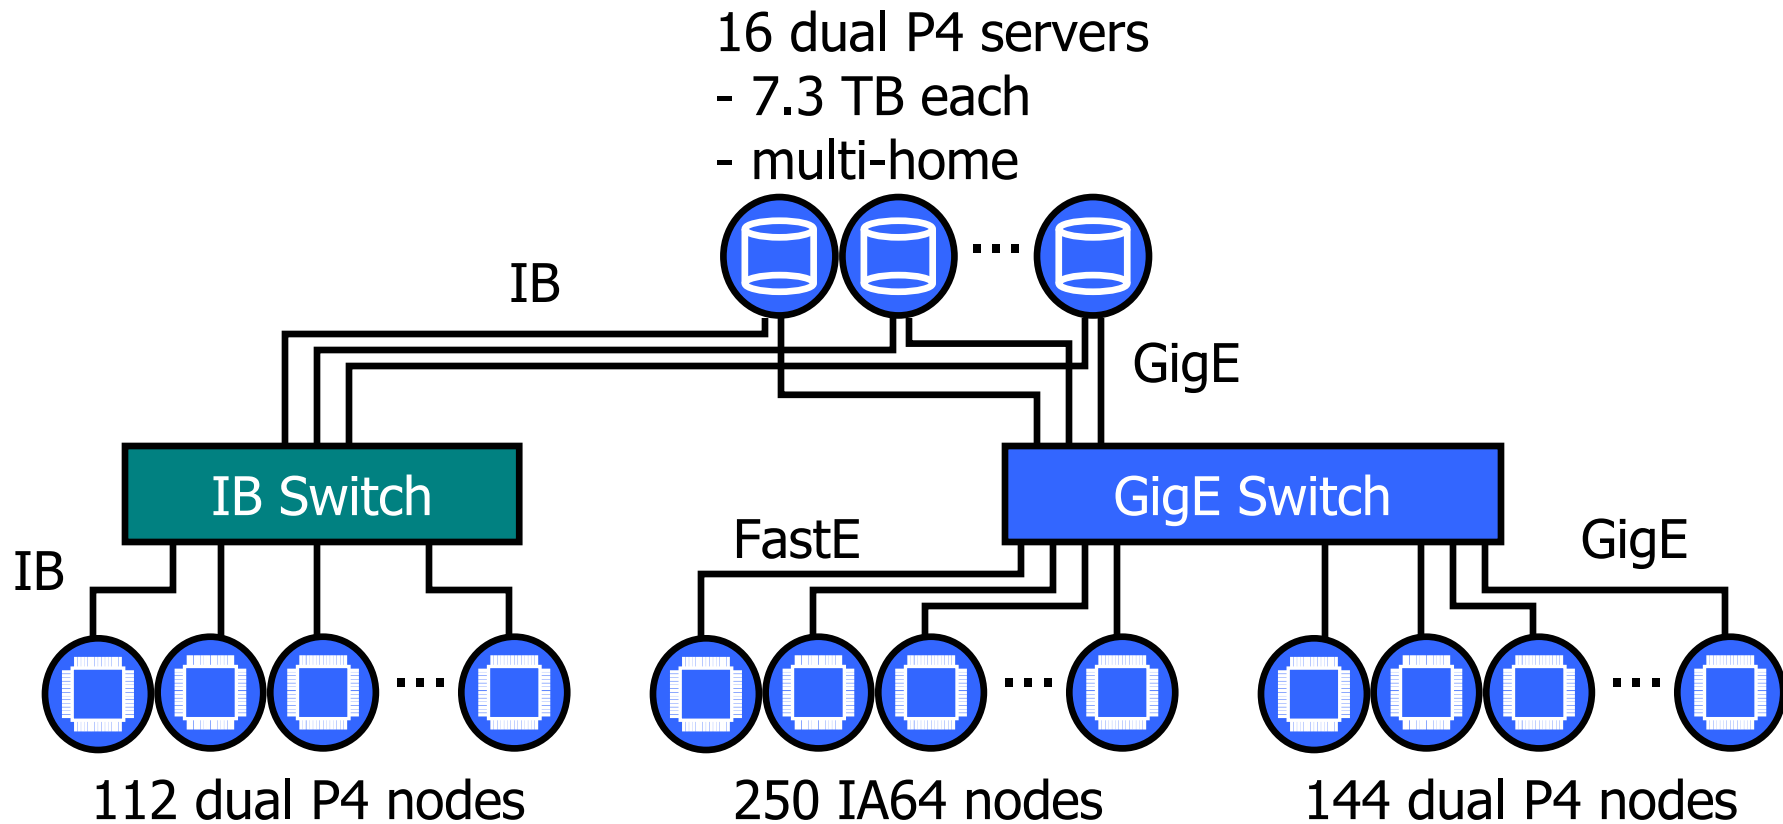 16 dual P4 servers
- 7.3 TB each
- multi-home
...
IB
GigE
IB Switch
GigE Switch
FastE
GigE
IB
...
...
...
112 dual P4 nodes
250 IA64 nodes
144 dual P4 nodes